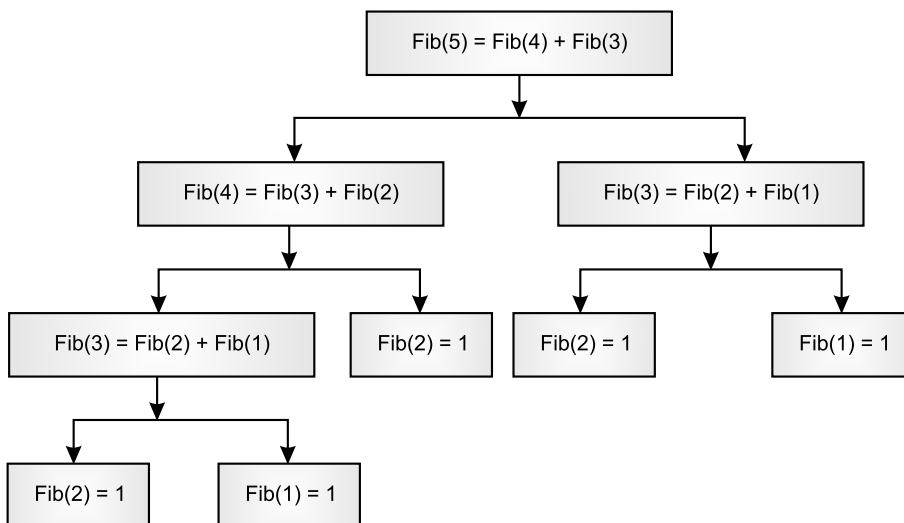 Fib(5) = Fib(4) + Fib(3)
Fib(4) = Fib(3) + Fib(2)
Fib(3) = Fib(2) + Fib(1)
Fib(3) = Fib(2) + Fib(1)
Fib(2) = 1
Fib(2) = 1
Fib(1) = 1
Fib(2) = 1
Fib(1) = 1